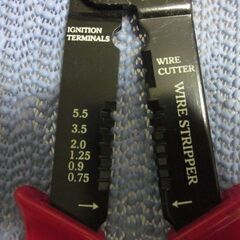 IGNITION
TERMINALS
WIRE
CUTTER
WIRE STRIPPER
5.5
3.5
2.0
1.25
0.9
0.75